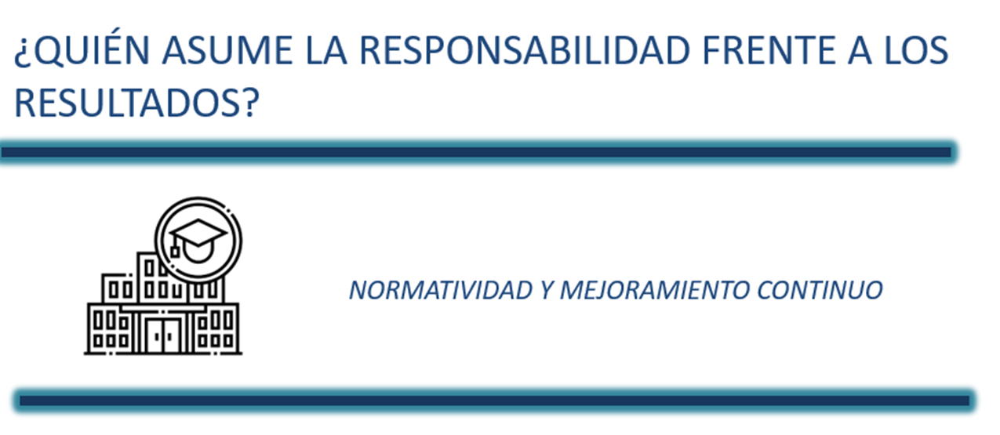 ¿QUIÉN ASUME LA RESPONSABILIDAD FRENTE A LOS
RESULTADOS?
NORMATIVIDAD Y MEJORAMIENTO CONTINUO